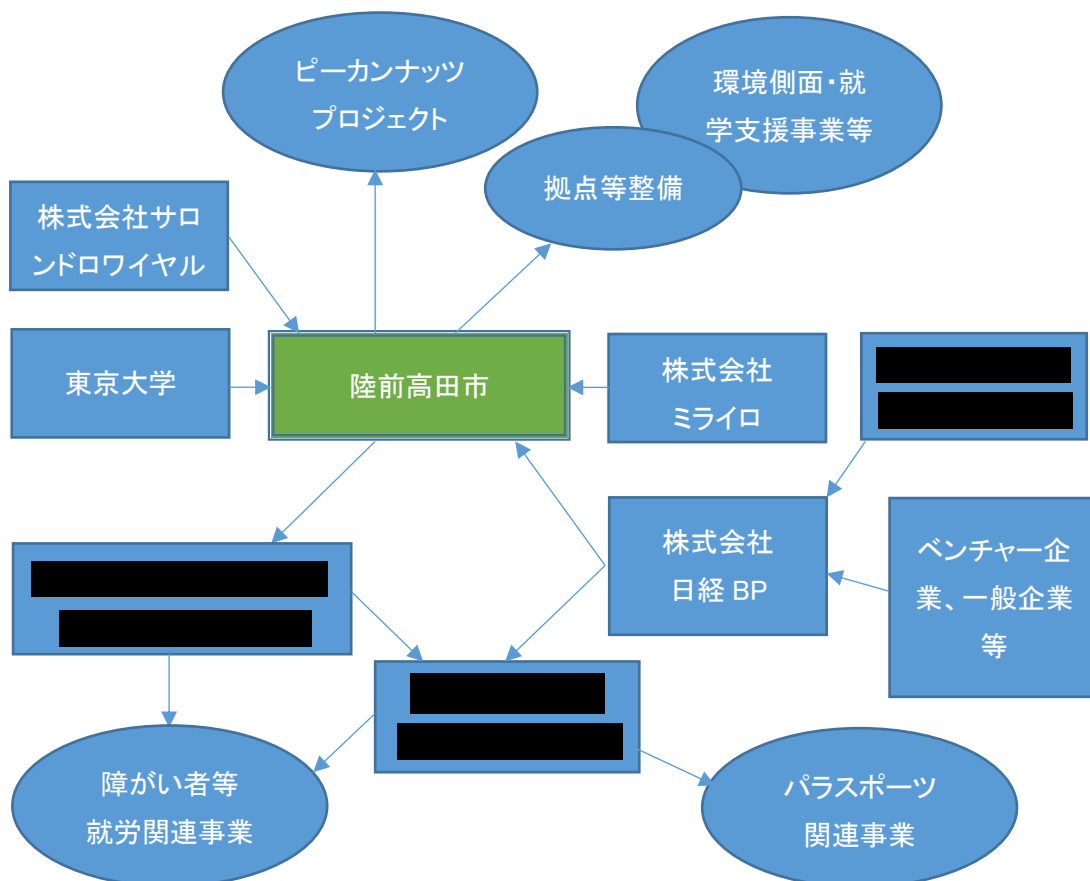 ピーカンナッツ
プロジェクト
環境側面・就
学支援事業等
拠点等整備
株式会社サロ
ンドロワイヤル
東京大学
陸前高田市
株式会社
ミライロ
株式会社
日経 BP
ベンチャー企
業、一般企業
等
障がい者等
就労関連事業
パラスポーツ
関連事業